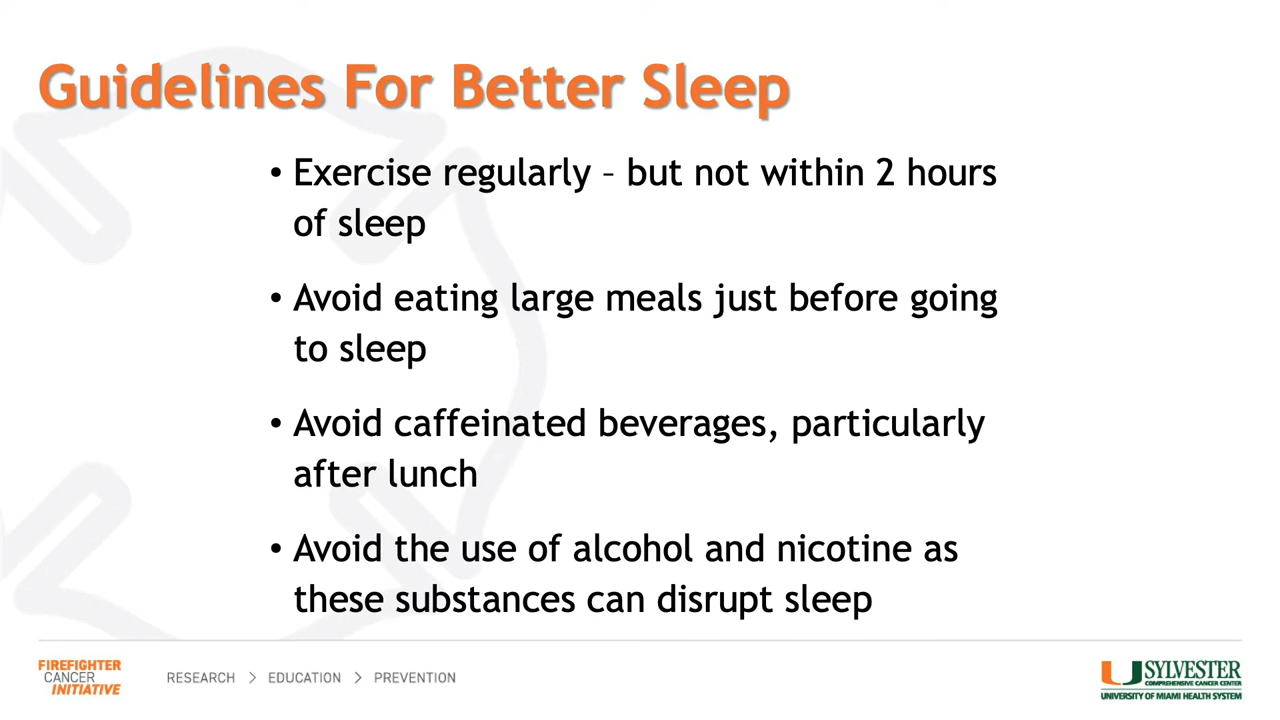 Guidelines For Better Sleep
• Exercise regularly – but not within 2 hours
of sleep
• Avoid eating large meals just before going
to sleep
• Avoid caffeinated beverages, particularly
after lunch
• Avoid the use of alcohol and nicotine as
these substances can disrupt sleep
FIREFIGHTER
CANCER
INITIATIVE
RESEARCH > EDUCATION > PREVENTION
U SYLVESTER
COMPREHENSIVE CANCER CENTER
UNIVERSITY OF MIAMI HEALTH SYSTEM